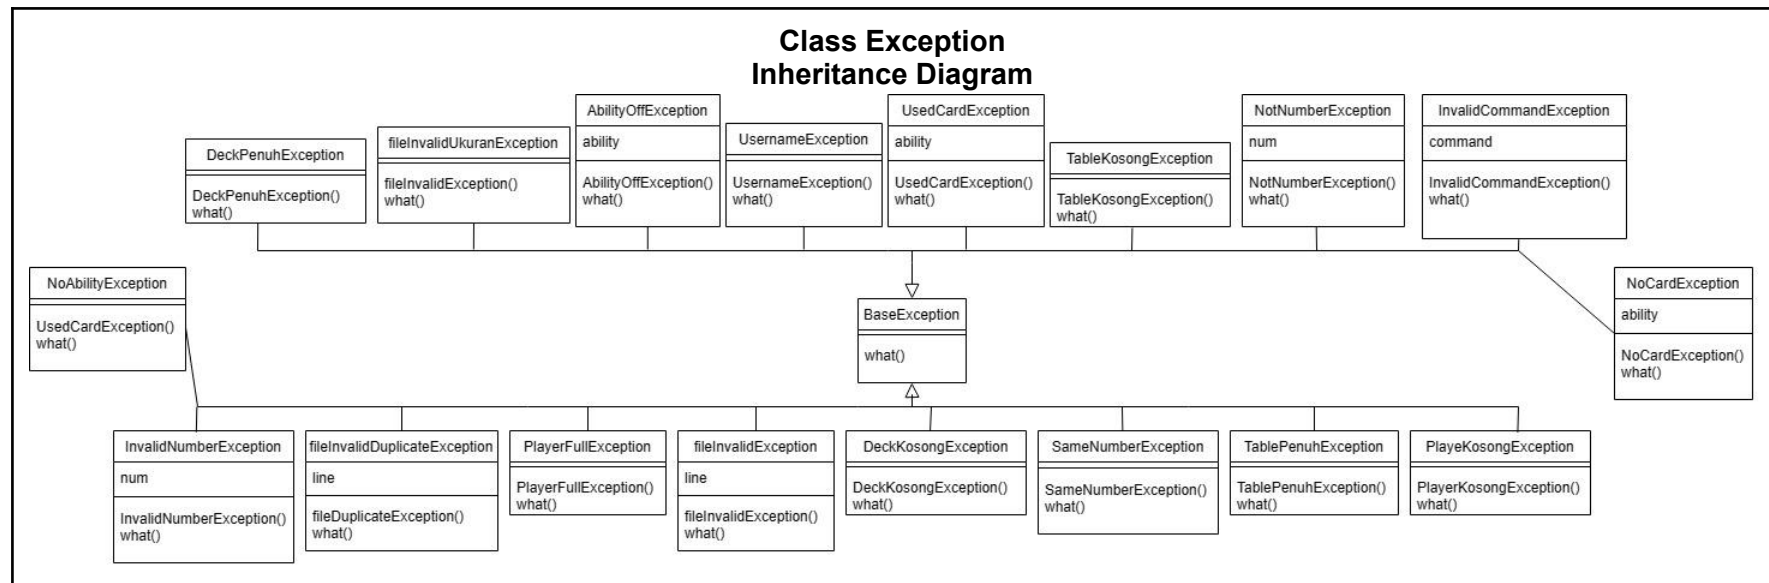 Class Exception
Inheritance Diagram
DeckPenuhException
DeckPenuhException()
what()
fileInvalidUkuranException
fileInvalidException()
what()
AbilityOffException
ability
AbilityOffException()
what()
UsernameException
UsernameException()
what()
UsedCardException
ability
UsedCardException()
what()
TableKosongException
TableKosongException()
what()
NotNumberException
num
NotNumberException()
what()
InvalidCommandException
command
InvalidCommandException()
what()
NoAbilityException
UsedCardException()
what()
BaseException
what()
NoCardException
ability
NoCardException()
what()
InvalidNumberException
num
InvalidNumberException()
what()
fileInvalidDuplicateException
line
fileDuplicateException()
what()
PlayerFullException
PlayerFullException()
what()
fileInvalidException
line
fileInvalidException()
what()
DeckKosongException
DeckKosongException()
what()
SameNumberException
SameNumberException()
what()
TablePenuhException
TablePenuhException()
what()
PlayeKosongException
PlayerKosongException()
what()